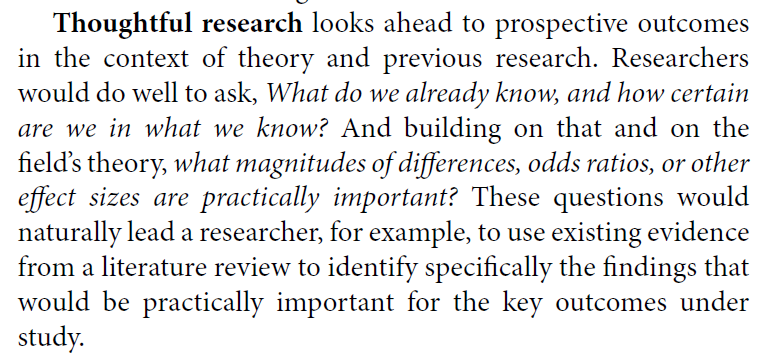 Thoughtful research looks ahead to prospective outcomes
in the context of theory and previous research. Researchers
would do well to ask, What do we already know, and how certain
are we in what we know? And building on that and on the
field’s theory, what magnitudes of differences, odds ratios, or other
effect sizes are practically important? These questions would
naturally lead a researcher, for example, to use existing evidence
from a literature review to identify specifically the findings that
would be practically important for the key outcomes under
study.